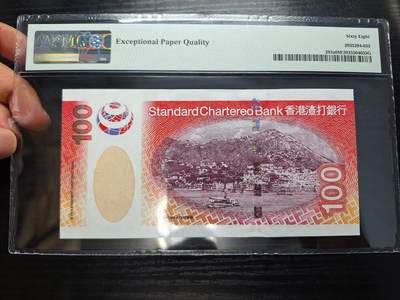 Exceptional Paper Quality
Sixty Eight
100
Standard Chartered Bank 香港渣打銀行
100